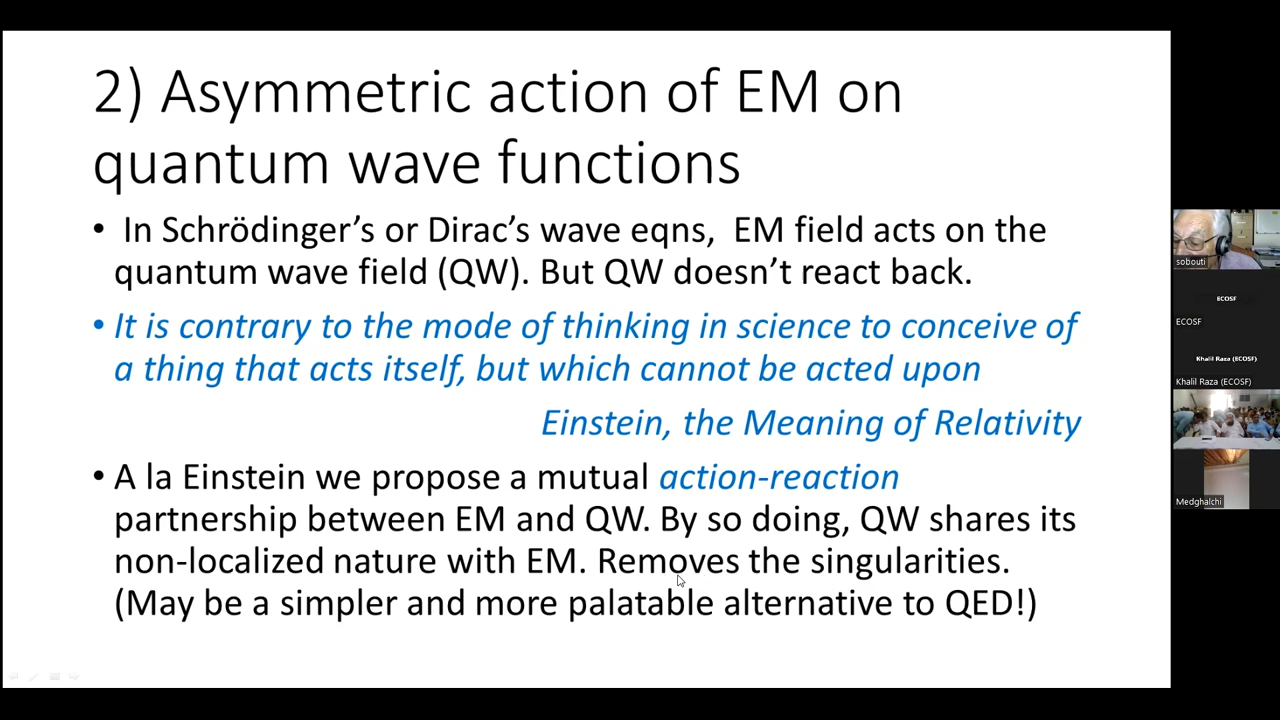 2) Asymmetric action of EM on
quantum wave functions
• In Schrödinger's or Dirac's wave eqns, EM field acts on the
quantum wave field (QW). But QW doesn't react back.
• It is contrary to the mode of thinking in science to conceive of
a thing that acts itself, but which cannot be acted upon
Einstein, the Meaning of Relativity
• A la Einstein we propose a mutual action-reaction
partnership between EM and QW. By so doing, QW shares its
non-localized nature with EM. Removes the singularities.
(May be a simpler and more palatable alternative to QED!)
sobouti
ECOSF
ECOSF
Khalil Raza (ECOSF)
Khalil Raza (ECOSF)
Medghalchi